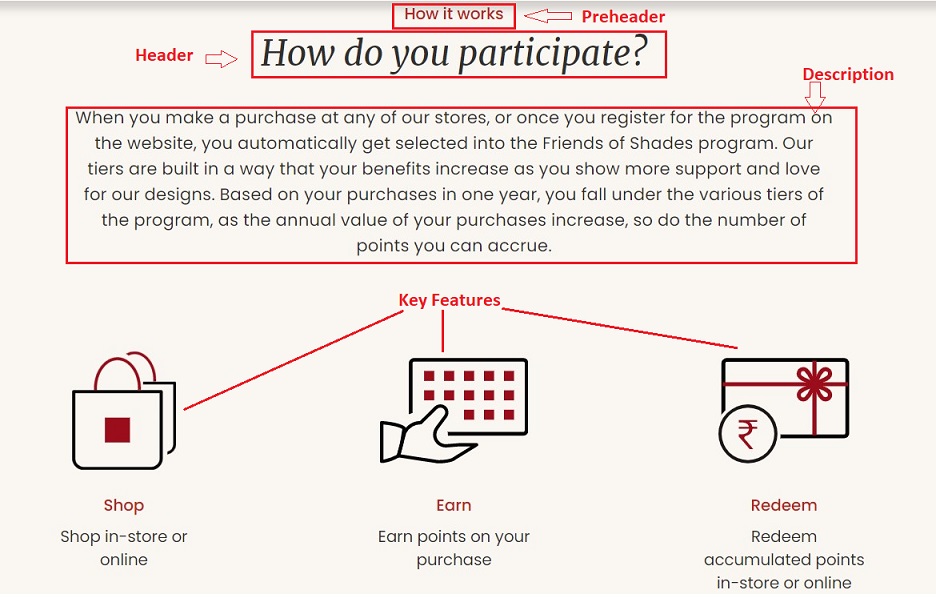 How it works
Preheader
Header
How do you participate?
Description
When you make a purchase at any of our stores, or once you register for the program on
the website, you automatically get selected into the Friends of Shades program. Our
tiers are built in a way that your benefits increase as you show more support and love
for our designs. Based on your purchases in one year, you fall under the various tiers of
the program, as the annual value of your purchases increase, so do the number of
points you can accrue.
Key Features
₹
Shop
Shop in-store or
online
Earn
Earn points on your
purchase
Redeem
Redeem
accumulated points
in-store or online